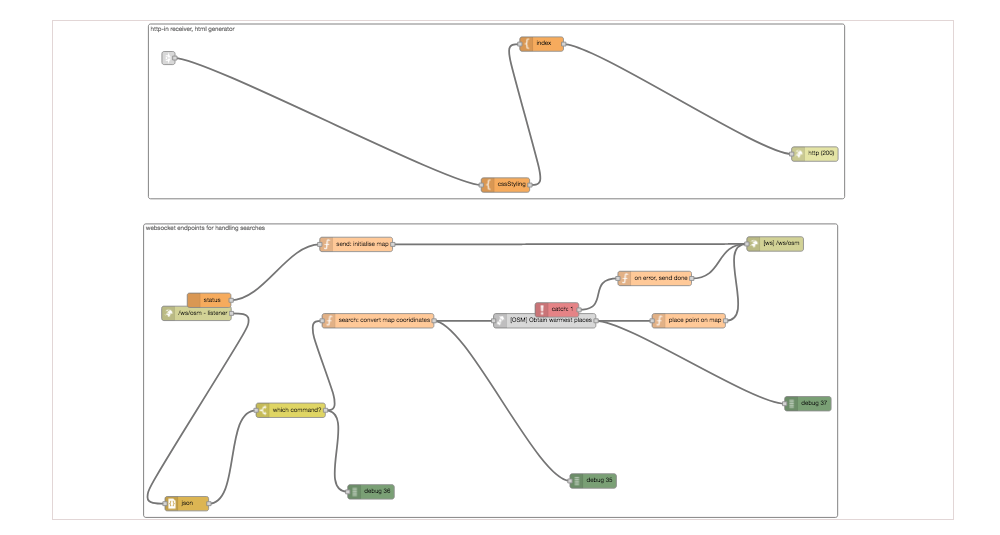 http-in receiver, html generator
index
http (200)
cssStyling
websocket endpoints for handling searches
send: initialise map
[ws] /ws/osm
on error, send done
status
catch: 1
/ws/osm - listener
search: convert map cooridinates
[OSM] Obtain warmest places
place point on map
debug 37
which command?
debug 35
debug 36
json